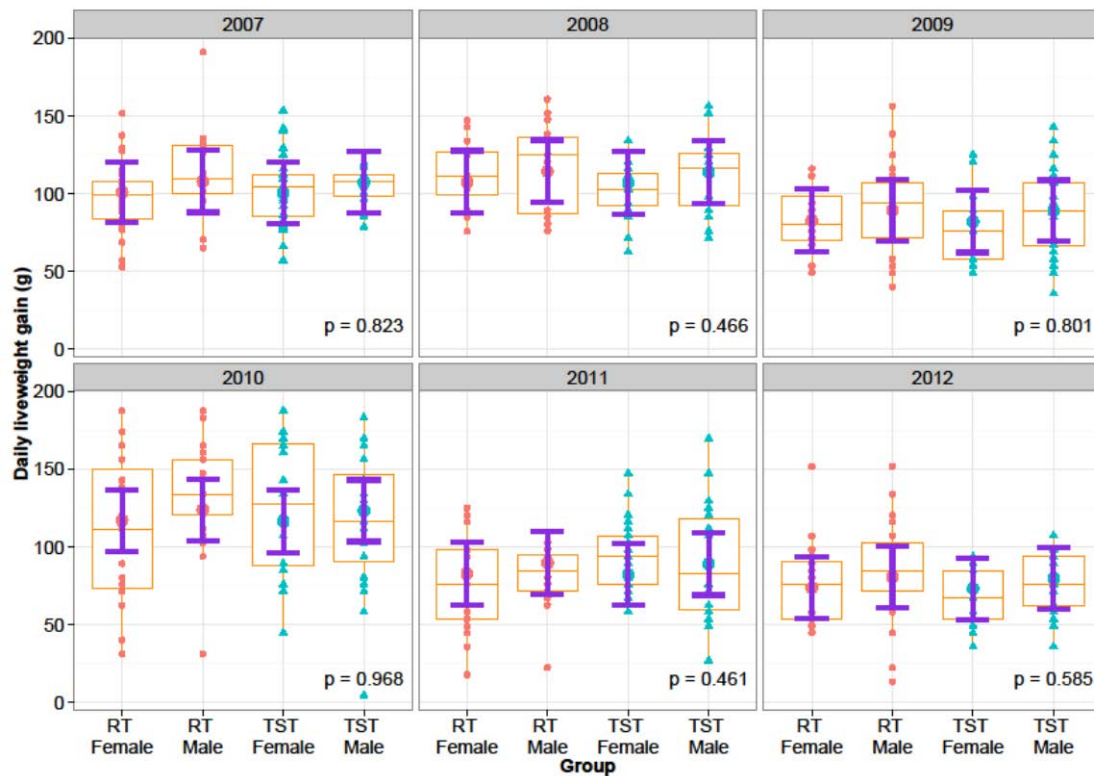 2007
2008
2009
200
150
100
50
0
p = 0.823
p = 0.466
p = 0.801
Daily liveweight gain (g)
2010
2011
2012
200
150
100
50
0
p = 0.968
p = 0.461
p = 0.585
RT
Female
RT
Male
TST
Female
TST
Male
RT
Female
RT
Male
TST
Female
TST
Male
RT
Female
RT
Male
TST
Female
TST
Male
Group